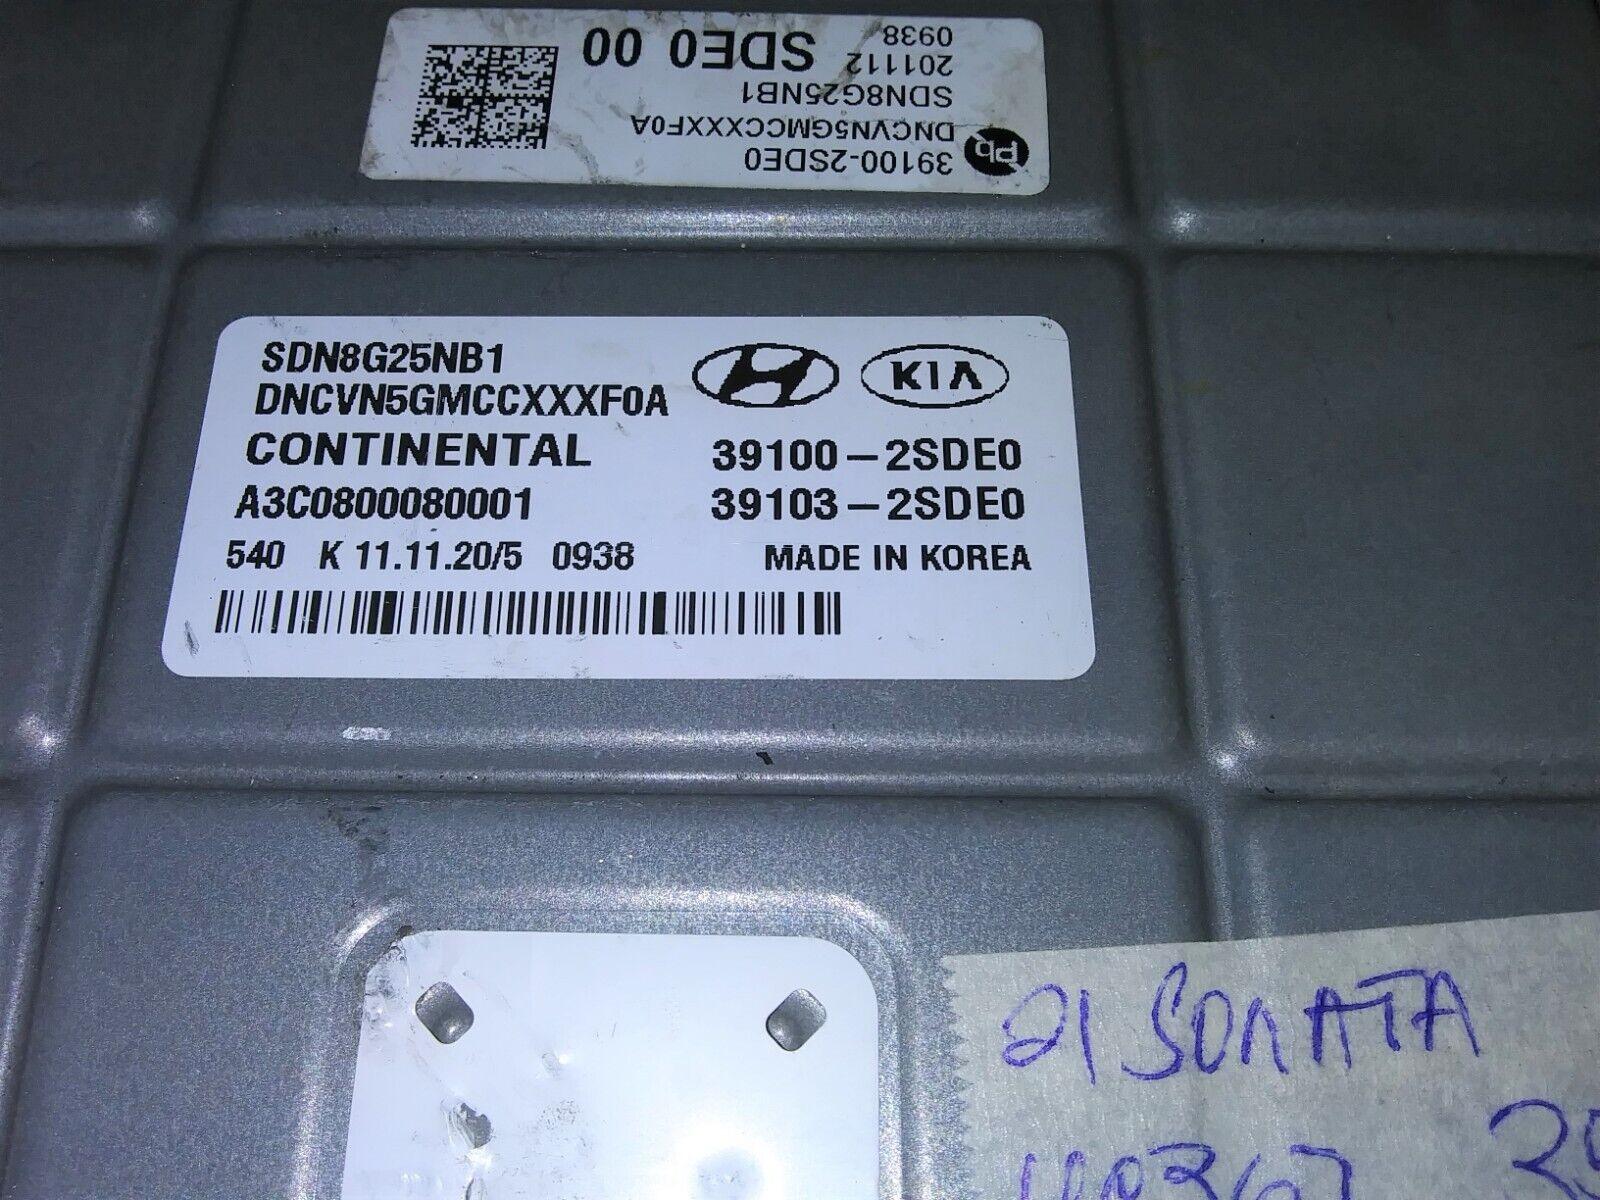 39100-2SDE0
DNCVN5GMCCXXXF0A
SDN8G25NB1
201112 SDE0 00
0938
Pb
SDN8G25NB1
DNCVN5GMCCXXXF0A
KIA
CONTINENTAL 39100-2SDE0
A3C0800080001 39103-2SDE0
540 K 11.11.20/5 0938 MADE IN KOREA
21 SONATA